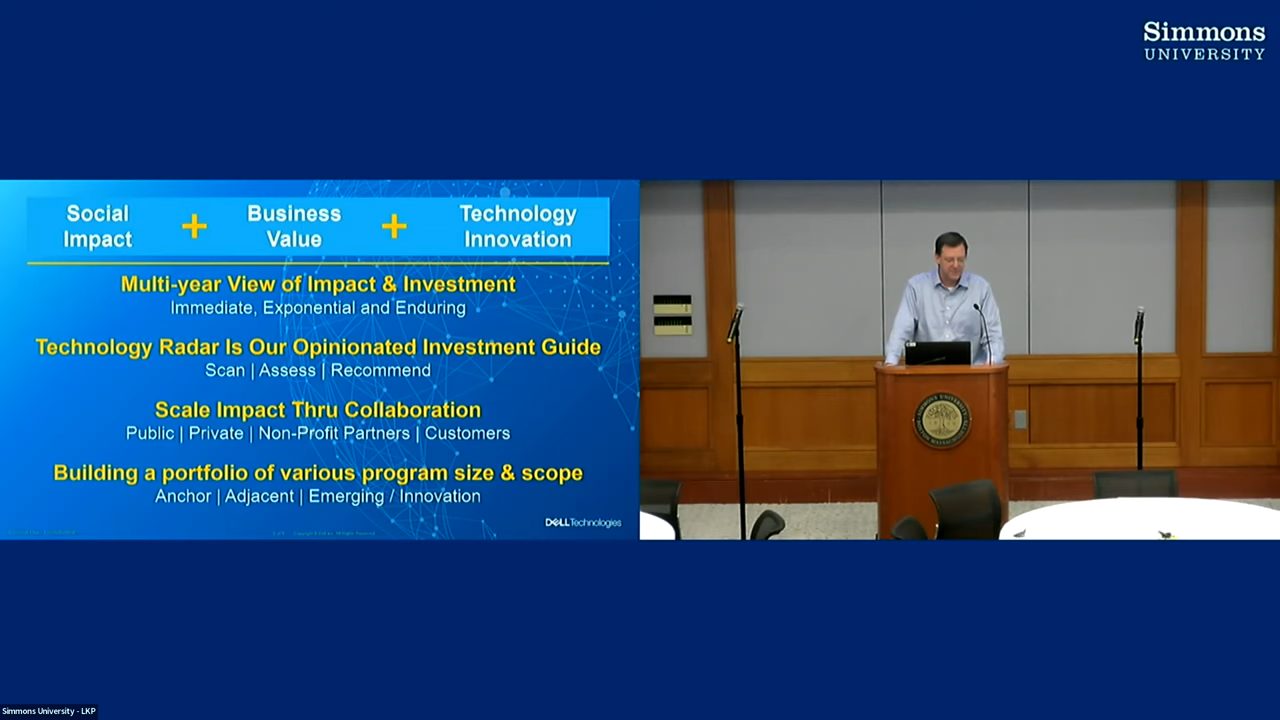 Simmons
UNIVERSITY
Social Impact
+
Business Value
+
Technology Innovation
Multi-year View of Impact & Investment
Immediate, Exponential and Enduring
Technology Radar Is Our Opinionated Investment Guide
Scan | Assess | Recommend
Scale Impact Thru Collaboration
Public | Private | Non-Profit Partners | Customers
Building a portfolio of various program size & scope
Anchor | Adjacent | Emerging / Innovation
DELLTechnologies
Simmons University - LKP